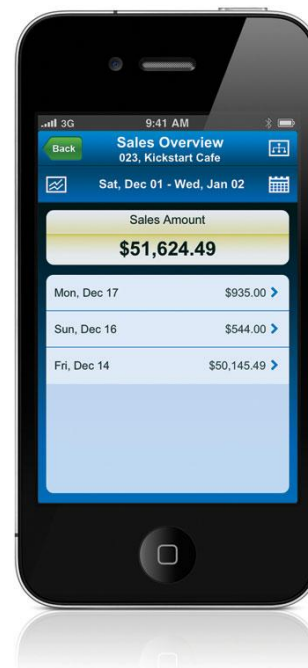 3G 9:41 AM
Back
Sales Overview
023, Kickstart Cafe
Sat, Dec 01 - Wed, Jan 02
Sales Amount
$51,624.49
Mon, Dec 17 $935.00
Sun, Dec 16 $544.00
Fri, Dec 14 $50,145.49